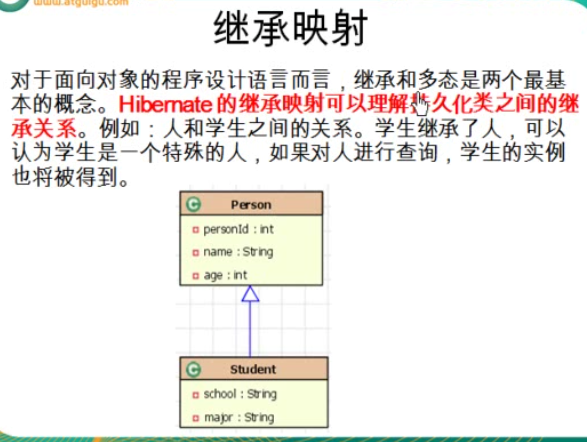 www.atguigu.com
继承映射
对于面向对象的程序设计语言而言，继承和多态是两个最基
本的概念。Hibernate 的继承映射可以理解持久化类之间的继
承关系。例如：人和学生之间的关系。学生继承了人，可以
认为学生是一个特殊的人，如果对人进行查询，学生的实例
也将被得到。
C Person
personId : int
name : String
age : int
C Student
school : String
major : String